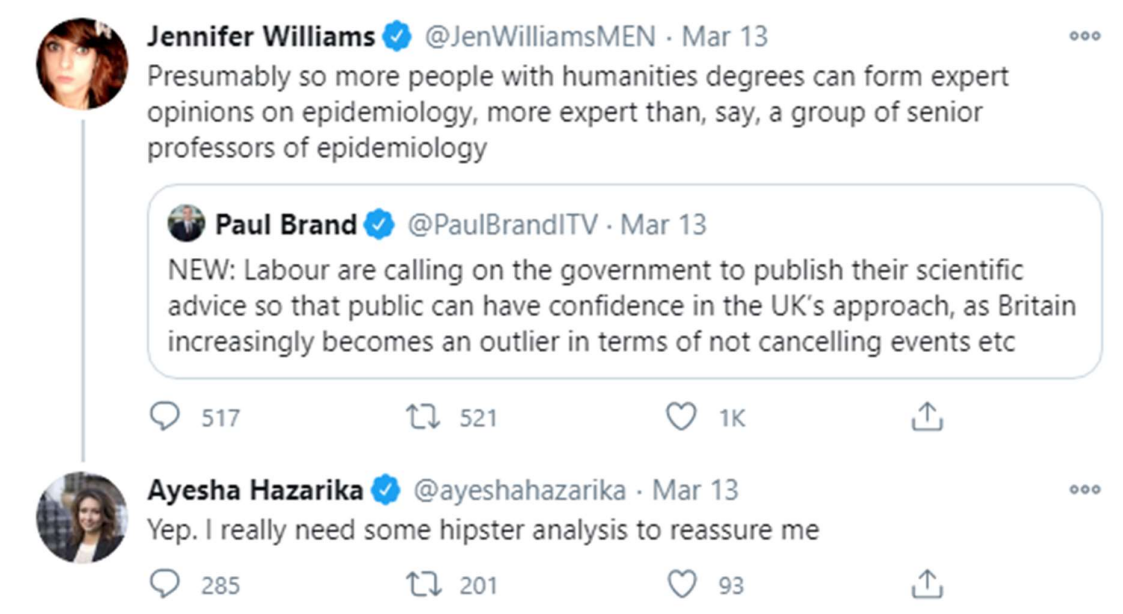 Jennifer Williams @JenWilliamsMEN · Mar 13
Presumably so more people with humanities degrees can form expert
opinions on epidemiology, more expert than, say, a group of senior
professors of epidemiology
Paul Brand @PaulBrandITV · Mar 13
NEW: Labour are calling on the government to publish their scientific
advice so that public can have confidence in the UK's approach, as Britain
increasingly becomes an outlier in terms of not cancelling events etc
517 521 1K
Ayesha Hazarika @ayeshahazarika · Mar 13
Yep. I really need some hipster analysis to reassure me
285 201 93